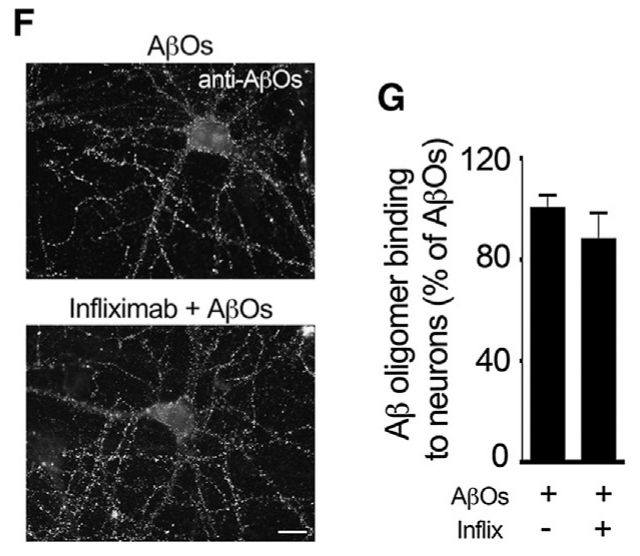 F
AβOs
anti-AβOs
Infliximab + AβOs
G
Aβ oligomer binding
to neurons (% of AβOs)
120
80
40
0
AβOs + +
Inflix - +